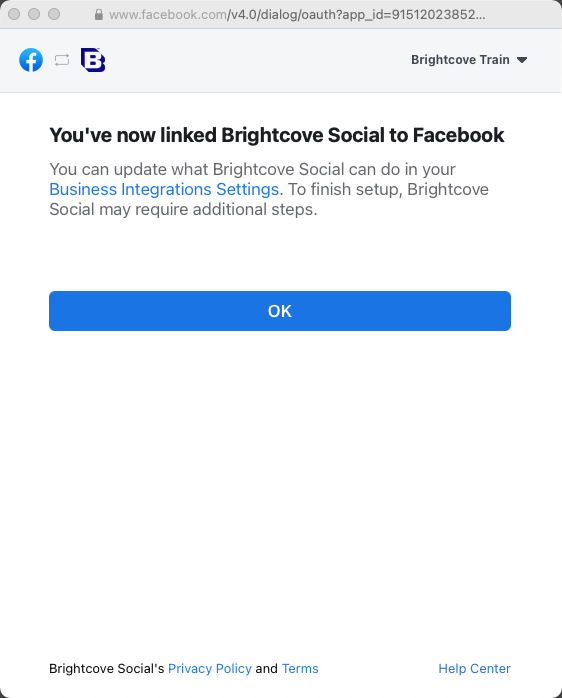 www.facebook.com/v4.0/dialog/oauth?app_id=91512023852...
Brightcove Train
You've now linked Brightcove Social to Facebook
You can update what Brightcove Social can do in your
Business Integrations Settings. To finish setup, Brightcove
Social may require additional steps.
OK
Brightcove Social's Privacy Policy and Terms
Help Center